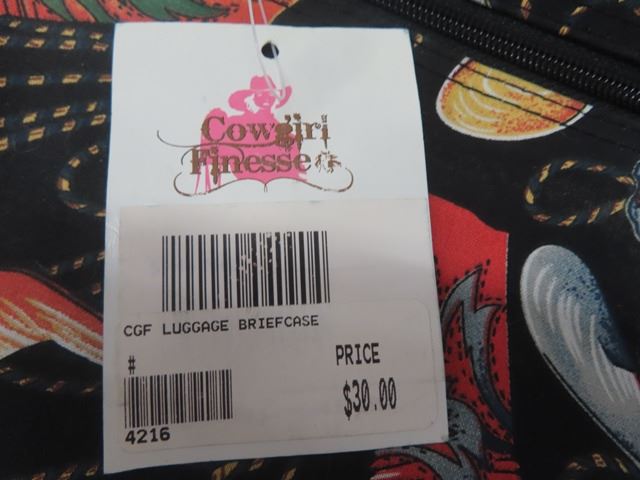 Cowgirl
Finesse
CGF LUGGAGE BRIEFCASE
#
PRICE
$30.00
4216